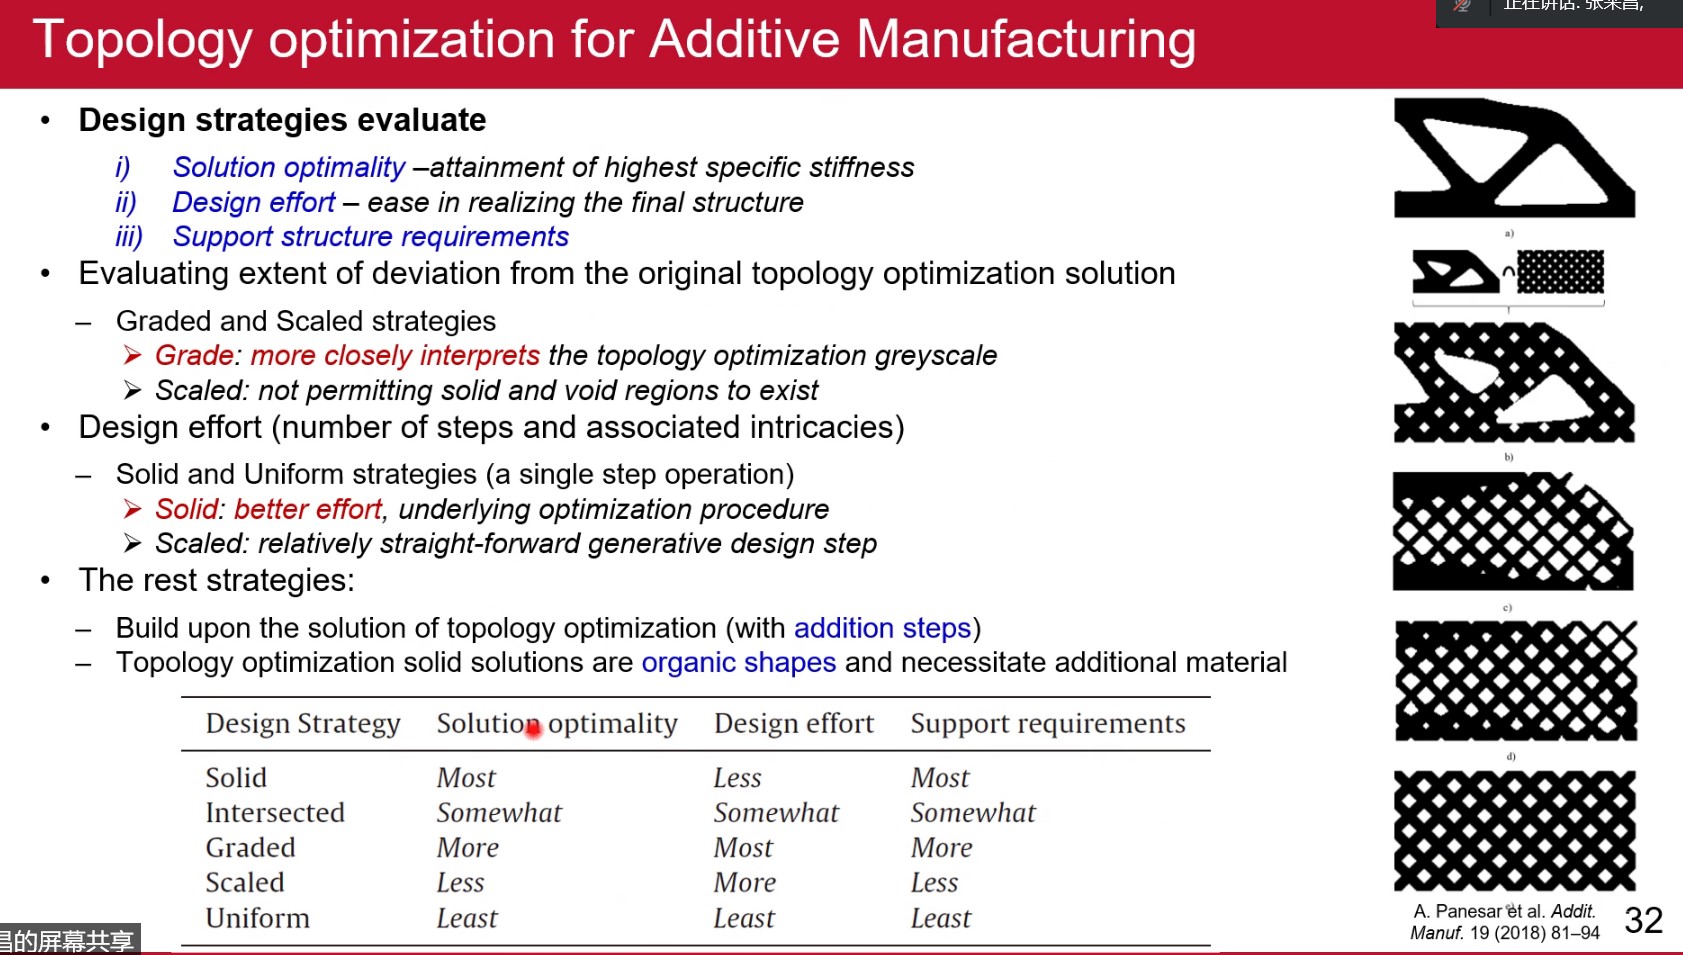 Topology optimization for Additive Manufacturing
正在讲话: 张某昌,
• Design strategies evaluate
i) Solution optimality –attainment of highest specific stiffness
ii) Design effort – ease in realizing the final structure
iii) Support structure requirements
• Evaluating extent of deviation from the original topology optimization solution
– Graded and Scaled strategies
➢ Grade: more closely interprets the topology optimization greyscale
➢ Scaled: not permitting solid and void regions to exist
• Design effort (number of steps and associated intricacies)
– Solid and Uniform strategies (a single step operation)
➢ Solid: better effort, underlying optimization procedure
➢ Scaled: relatively straight-forward generative design step
• The rest strategies:
– Build upon the solution of topology optimization (with addition steps)
– Topology optimization solid solutions are organic shapes and necessitate additional material
Design Strategy Solution optimality Design effort Support requirements
Solid Most Less Most
Intersected Somewhat Somewhat Somewhat
Graded More Most More
Scaled Less More Less
Uniform Least Least Least
a)
b)
c)
d)
A. Panesar et al. Addit.
Manuf. 19 (2018) 81–94
32
昌的屏幕共享